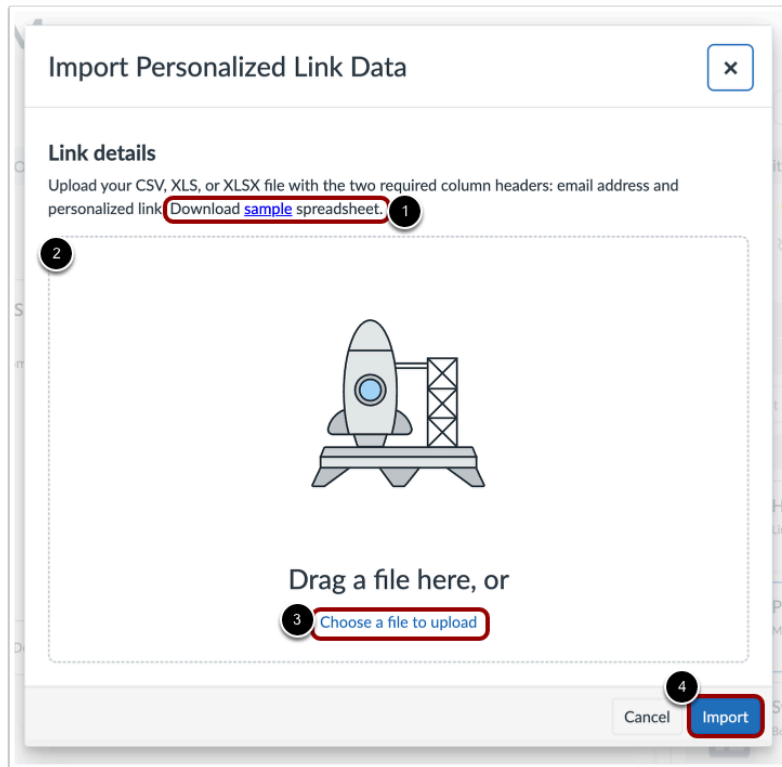 Import Personalized Link Data
×
Link details
Upload your CSV, XLS, or XLSX file with the two required column headers: email address and
personalized link Download sample spreadsheet. 1
2
Drag a file here, or
3 Choose a file to upload
4
Cancel Import